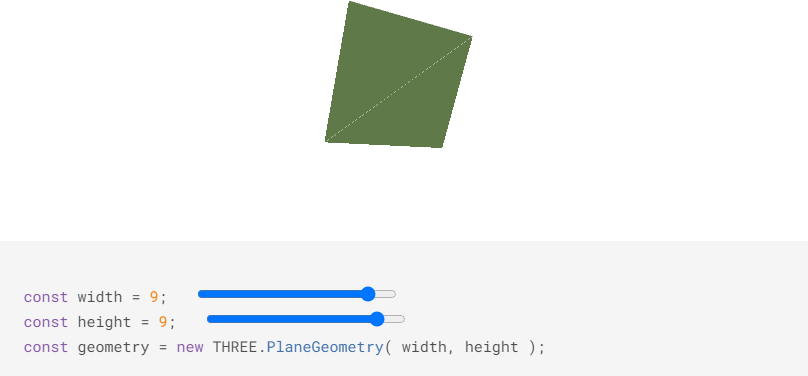 const width = 9;
const height = 9;
const geometry = new THREE.PlaneGeometry( width, height );